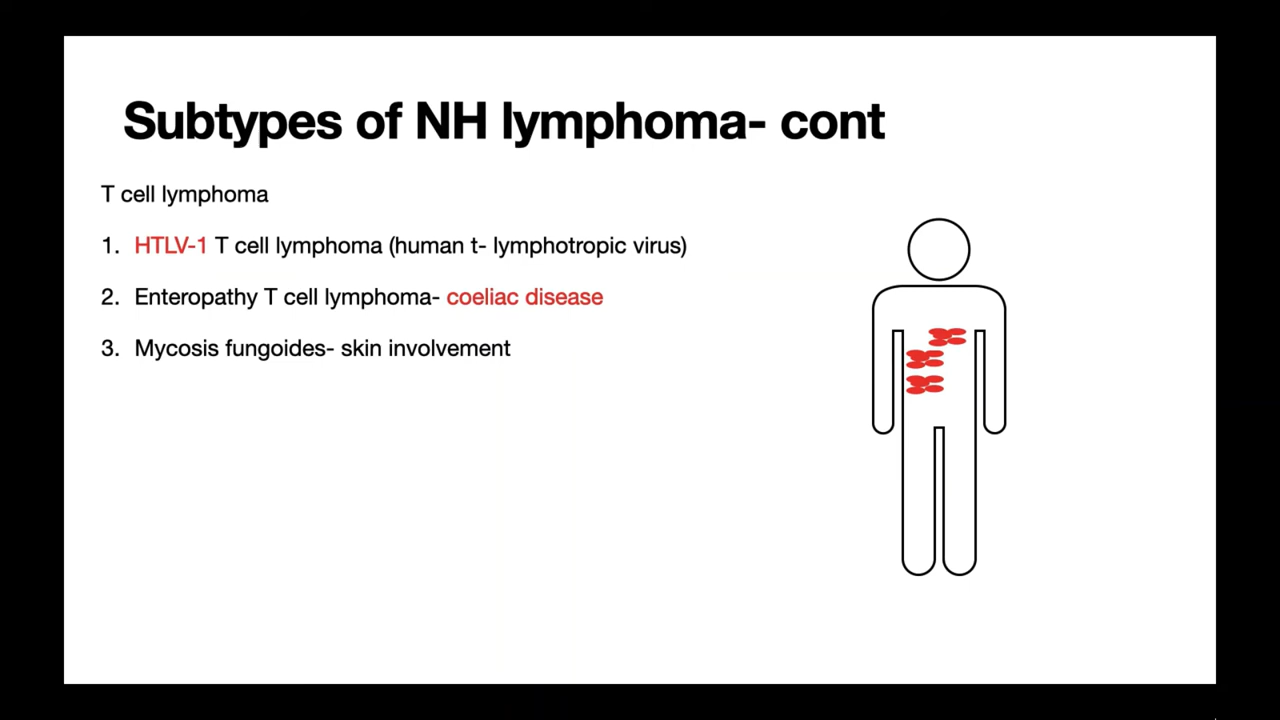 Subtypes of NH lymphoma- cont
T cell lymphoma
1. HTLV-1 T cell lymphoma (human t- lymphotropic virus)
2. Enteropathy T cell lymphoma- coeliac disease
3. Mycosis fungoides- skin involvement